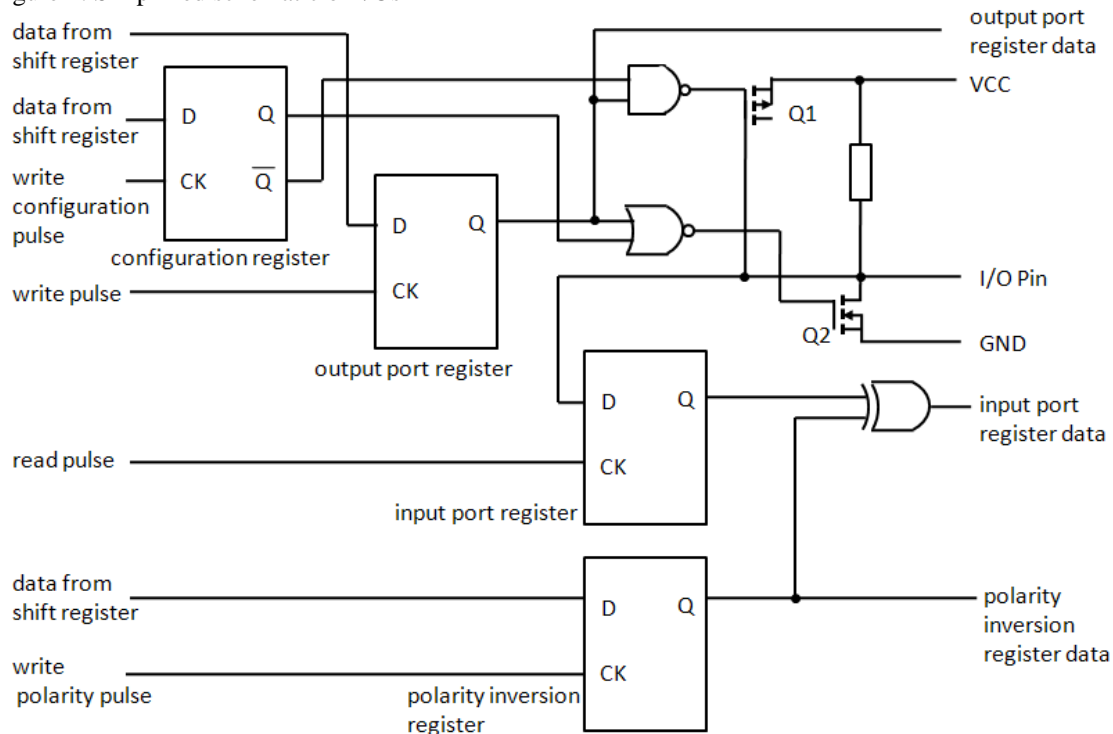 data from
shift register
data from
shift register
write
configuration
pulse
D
Q
CK
Q
configuration register
write pulse
D
Q
CK
output port register
output port
register data
VCC
Q1
I/O Pin
Q2
GND
D
Q
CK
input port register
read pulse
input port
register data
data from
shift register
write
polarity pulse
D
Q
CK
polarity inversion
register
polarity
inversion
register data